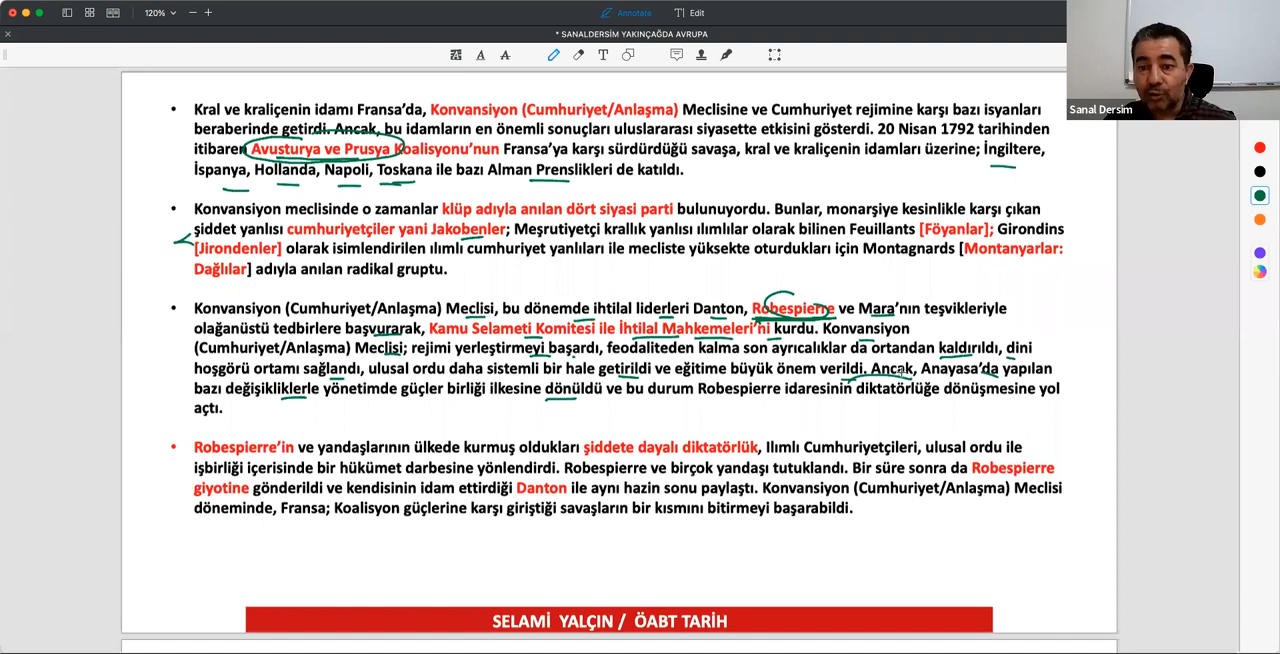 120%
Annotate
Edit
* SANALDERSİM YAKINÇAĞDA AVRUPA
Sanal Dersim
• Kral ve kraliçenin idamı Fransa’da, Konvansiyon (Cumhuriyet/Anlaşma) Meclisine ve Cumhuriyet rejimine karşı bazı isyanları
beraberinde getirdi. Ancak, bu idamların en önemli sonuçları uluslararası siyasette etkisini gösterdi. 20 Nisan 1792 tarihinden
itibaren Avusturya ve Prusya Koalisyonu’nun Fransa’ya karşı sürdürdüğü savaşa, kral ve kraliçenin idamları üzerine; İngiltere,
İspanya, Hollanda, Napoli, Toskana ile bazı Alman Prenslikleri de katıldı.
• Konvansiyon meclisinde o zamanlar klüp adıyla anılan dört siyasi parti bulunuyordu. Bunlar, monarşiye kesinlikle karşı çıkan
şiddet yanlısı cumhuriyetçiler yani Jakobenler; Meşrutiyetçi krallık yanlısı ılımlılar olarak bilinen Feuillants [Föyanlar]; Girondins
[Jirondenler] olarak isimlendirilen ılımlı cumhuriyet yanlıları ile mecliste yüksekte oturdukları için Montagnards [Montanyarlar:
Dağlılar] adıyla anılan radikal gruptu.
• Konvansiyon (Cumhuriyet/Anlaşma) Meclisi, bu dönemde ihtilal liderleri Danton, Robespierre ve Mara’nın teşvikleriyle
olağanüstü tedbirlere başvurarak, Kamu Selameti Komitesi ile İhtilal Mahkemeleri’ni kurdu. Konvansiyon
(Cumhuriyet/Anlaşma) Meclisi; rejimi yerleştirmeyi başardı, feodaliteden kalma son ayrıcalıklar da ortandan kaldırıldı, dini
hoşgörü ortamı sağlandı, ulusal ordu daha sistemli bir hale getirildi ve eğitime büyük önem verildi. Ancak, Anayasa’da yapılan
bazı değişikliklerle yönetimde güçler birliği ilkesine dönüldü ve bu durum Robespierre idaresinin diktatörlüğe dönüşmesine yol
açtı.
• Robespierre’in ve yandaşlarının ülkede kurmuş oldukları şiddete dayalı diktatörlük, Ilımlı Cumhuriyetçileri, ulusal ordu ile
işbirliği içerisinde bir hükümet darbesine yönlendirdi. Robespierre ve birçok yandaşı tutuklandı. Bir süre sonra da Robespierre
giyotine gönderildi ve kendisinin idam ettirdiği Danton ile aynı hazin sonu paylaştı. Konvansiyon (Cumhuriyet/Anlaşma) Meclisi
döneminde, Fransa; Koalisyon güçlerine karşı giriştiği savaşların bir kısmını bitirmeyi başarabildi.
SELAMİ YALÇIN / ÖABT TARİH